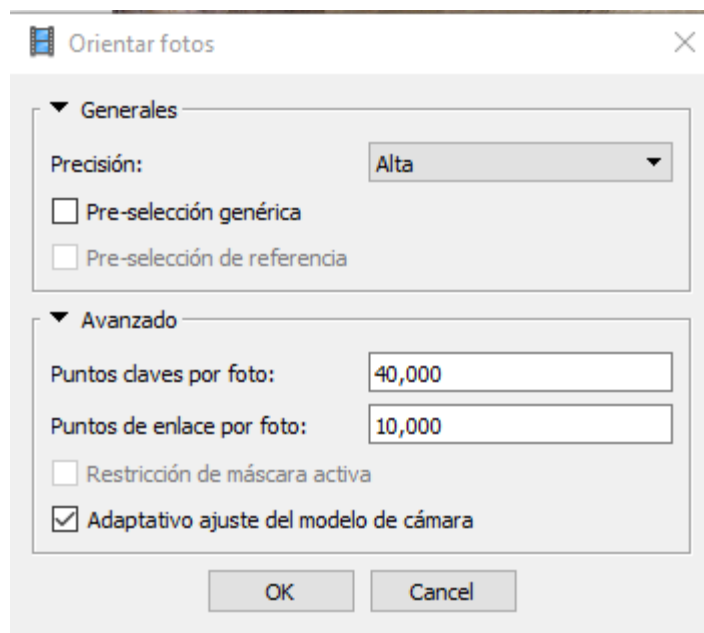 Orientar fotos
Generales
Precisión: Alta
Pre-selección genérica
Pre-selección de referencia
Avanzado
Puntos claves por foto: 40,000
Puntos de enlace por foto: 10,000
Restricción de máscara activa
Adaptativo ajuste del modelo de cámara
OK Cancel